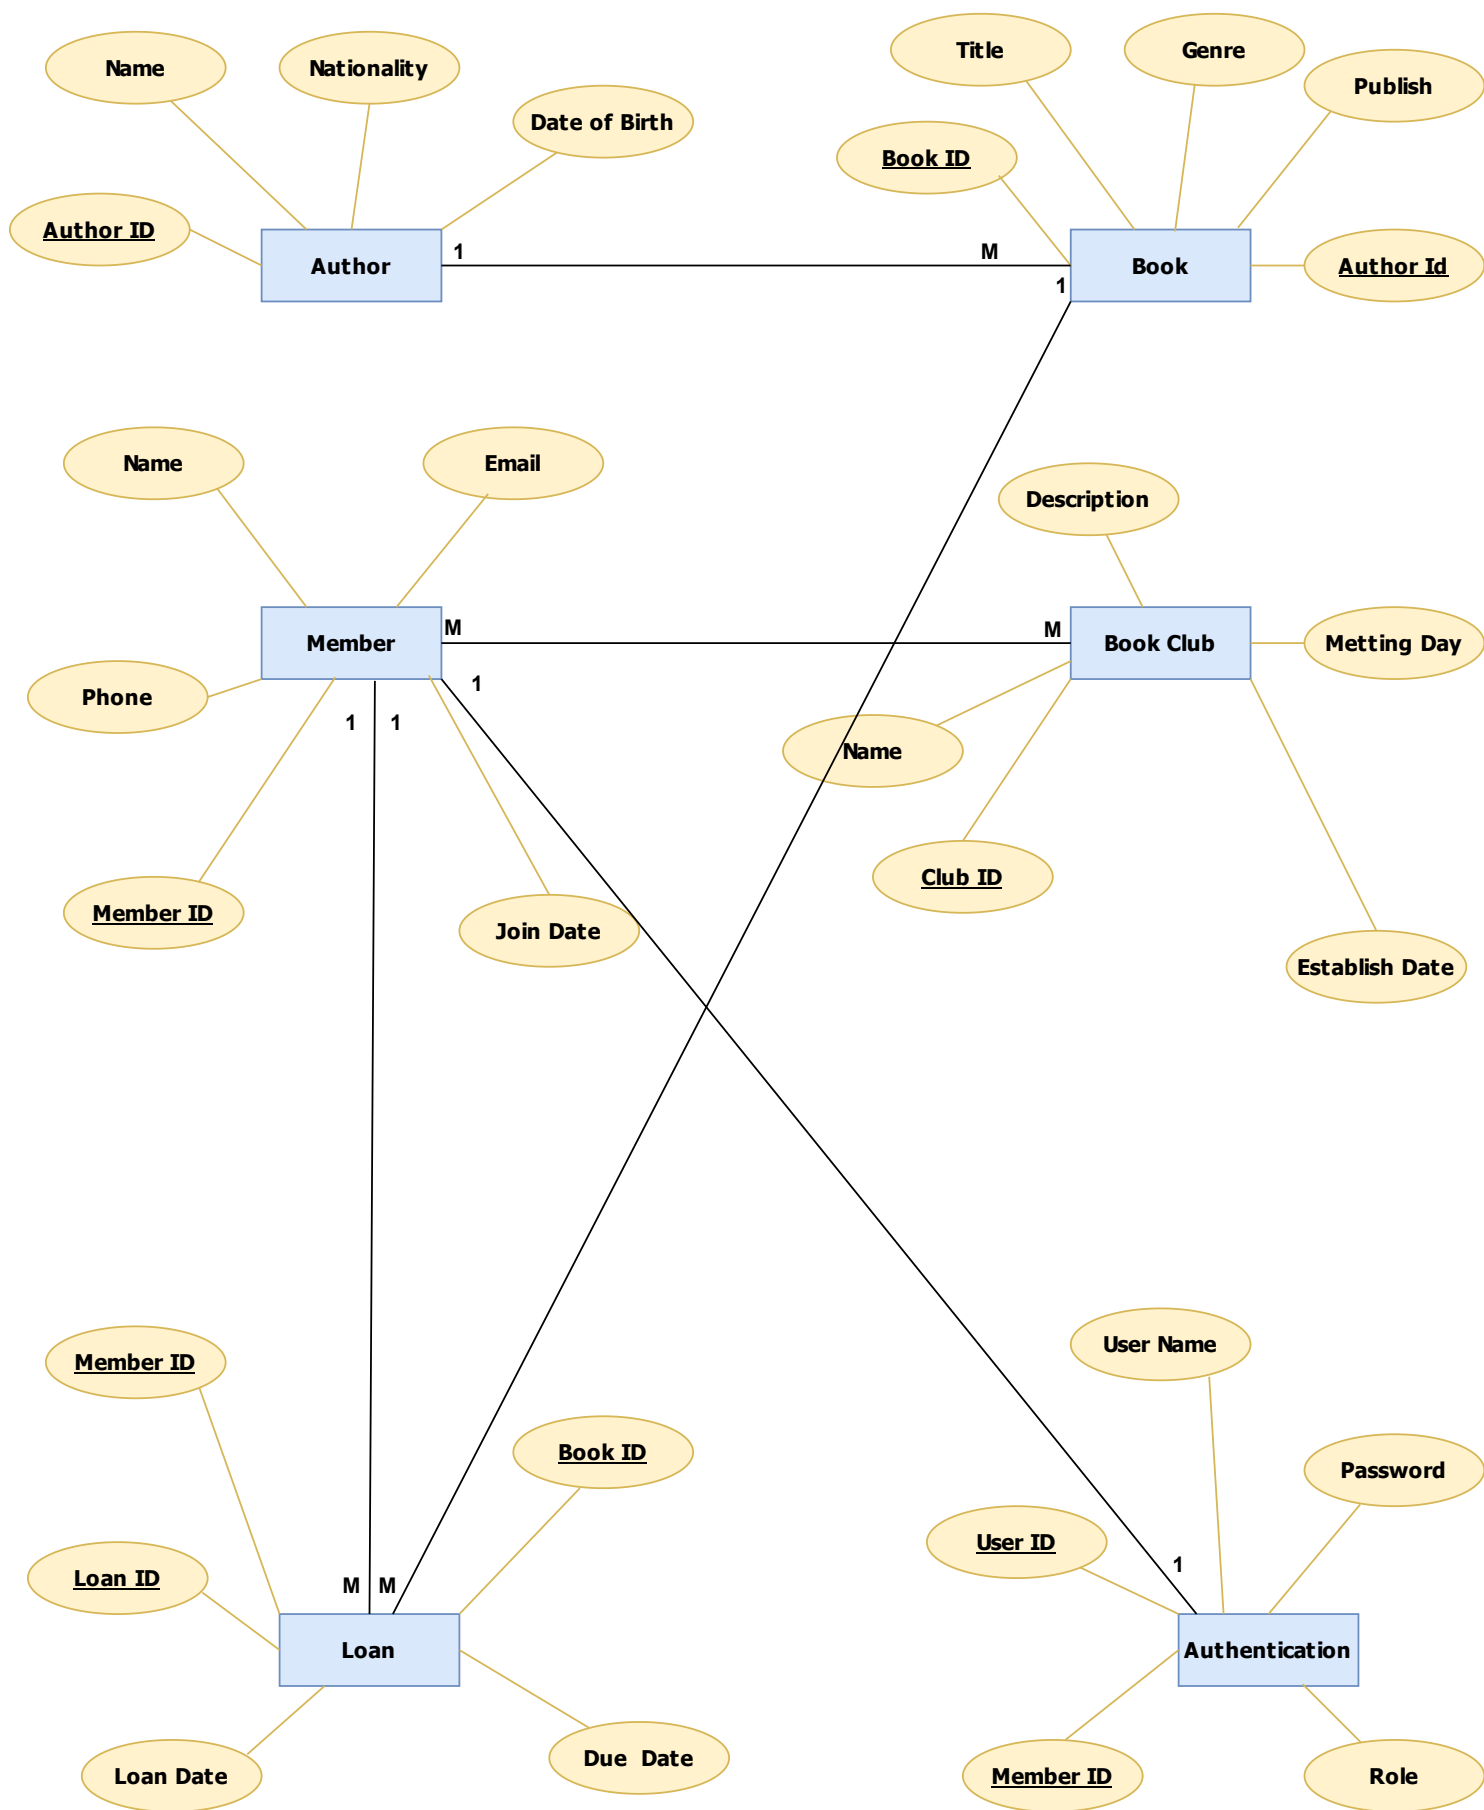 Title
Genre
Name
Nationality
Publish
Date of Birth
Book ID
Author ID
Author
1
M
Book
Author Id
1
Name
Email
Description
M
M
Member
Book Club
Metting Day
1
Phone
1
1
Name
Club ID
Member ID
Join Date
Establish Date
User Name
Member ID
Book ID
Password
User ID
Loan ID
1
M
M
Loan
Authentication
Due  Date
Loan Date
Member ID
Role